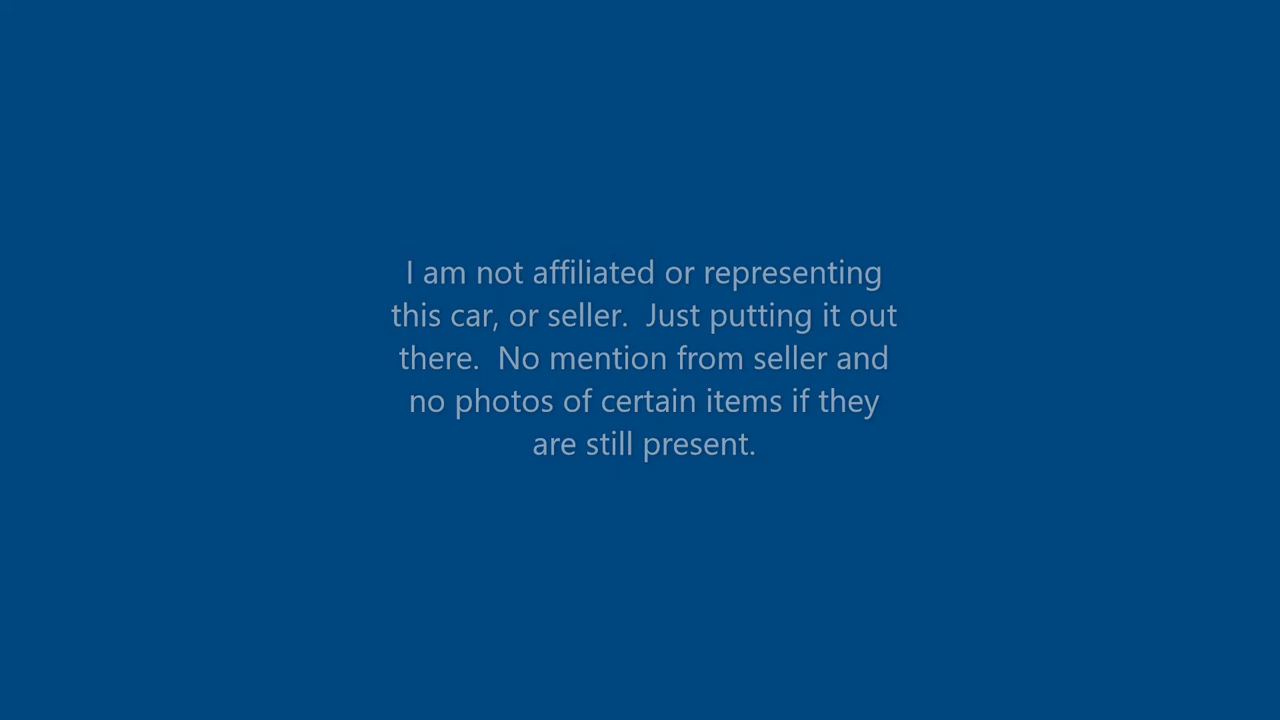 I am not affiliated or representing
this car, or seller.  Just putting it out
there.  No mention from seller and
no photos of certain items if they
are still present.